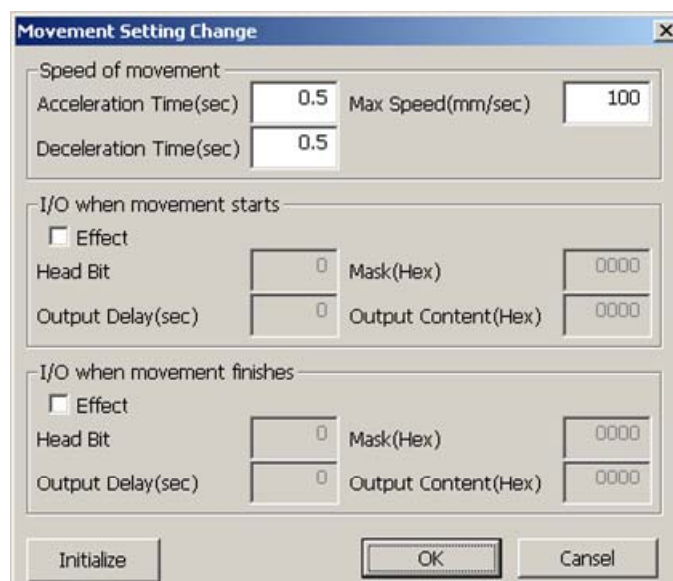 Movement Setting Change
Speed of movement
Acceleration Time(sec) 0.5 Max Speed(mm/sec) 100
Deceleration Time(sec) 0.5
I/O when movement starts
Effect
Head Bit 0 Mask(Hex) 0000
Output Delay(sec) 0 Output Content(Hex) 0000
I/O when movement finishes
Effect
Head Bit 0 Mask(Hex) 0000
Output Delay(sec) 0 Output Content(Hex) 0000
Initialize OK Cansel